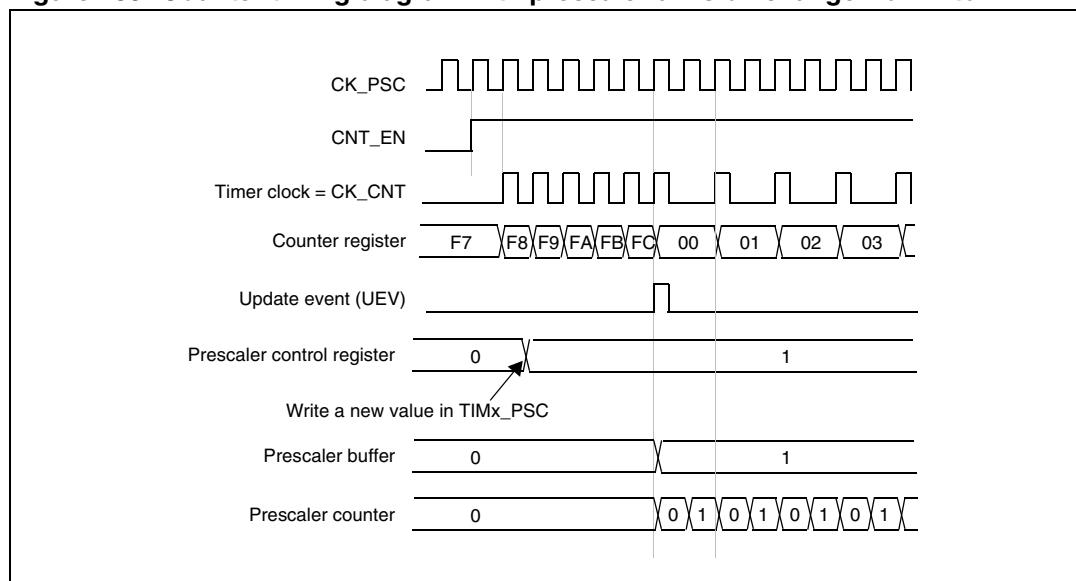 CK_PSC
CNT_EN
Timer clock = CK_CNT
Counter register F7 F8 F9 FA FB FC 00 01 02 03
Update event (UEV)
Prescaler control register 0 1
Write a new value in TIMx_PSC
Prescaler buffer 0 1
Prescaler counter 0 0 1 0 1 0 1 0 1